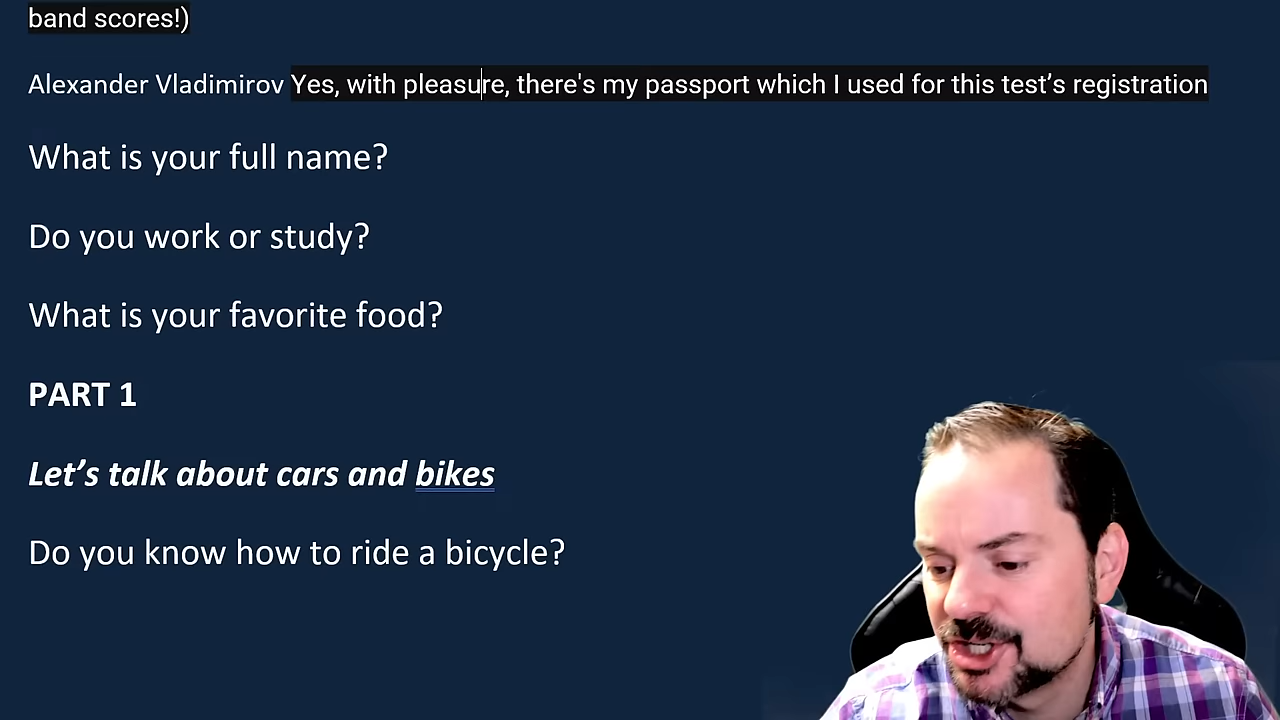 band scores!)
Alexander Vladimirov Yes, with pleasure, there's my passport which I used for this test’s registration
What is your full name?
Do you work or study?
What is your favorite food?
PART 1
Let’s talk about cars and bikes
Do you know how to ride a bicycle?